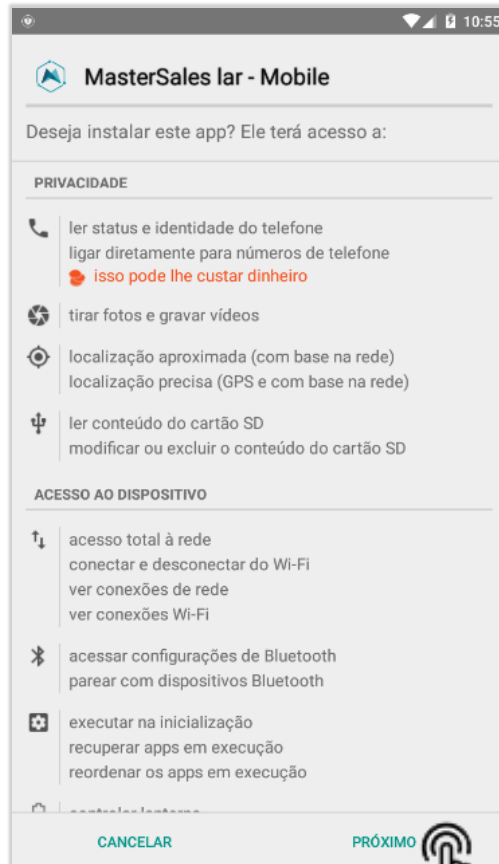 10:55
MasterSales lar - Mobile
Deseja instalar este app? Ele terá acesso a:
PRIVACIDADE
ler status e identidade do telefone
ligar diretamente para números de telefone
isso pode lhe custar dinheiro
tirar fotos e gravar vídeos
localização aproximada (com base na rede)
localização precisa (GPS e com base na rede)
ler conteúdo do cartão SD
modificar ou excluir o conteúdo do cartão SD
ACESSO AO DISPOSITIVO
acesso total à rede
conectar e desconectar do Wi-Fi
ver conexões de rede
ver conexões Wi-Fi
acessar configurações de Bluetooth
parear com dispositivos Bluetooth
executar na inicialização
recuperar apps em execução
reordenar os apps em execução
CANCELAR
PRÓXIMO